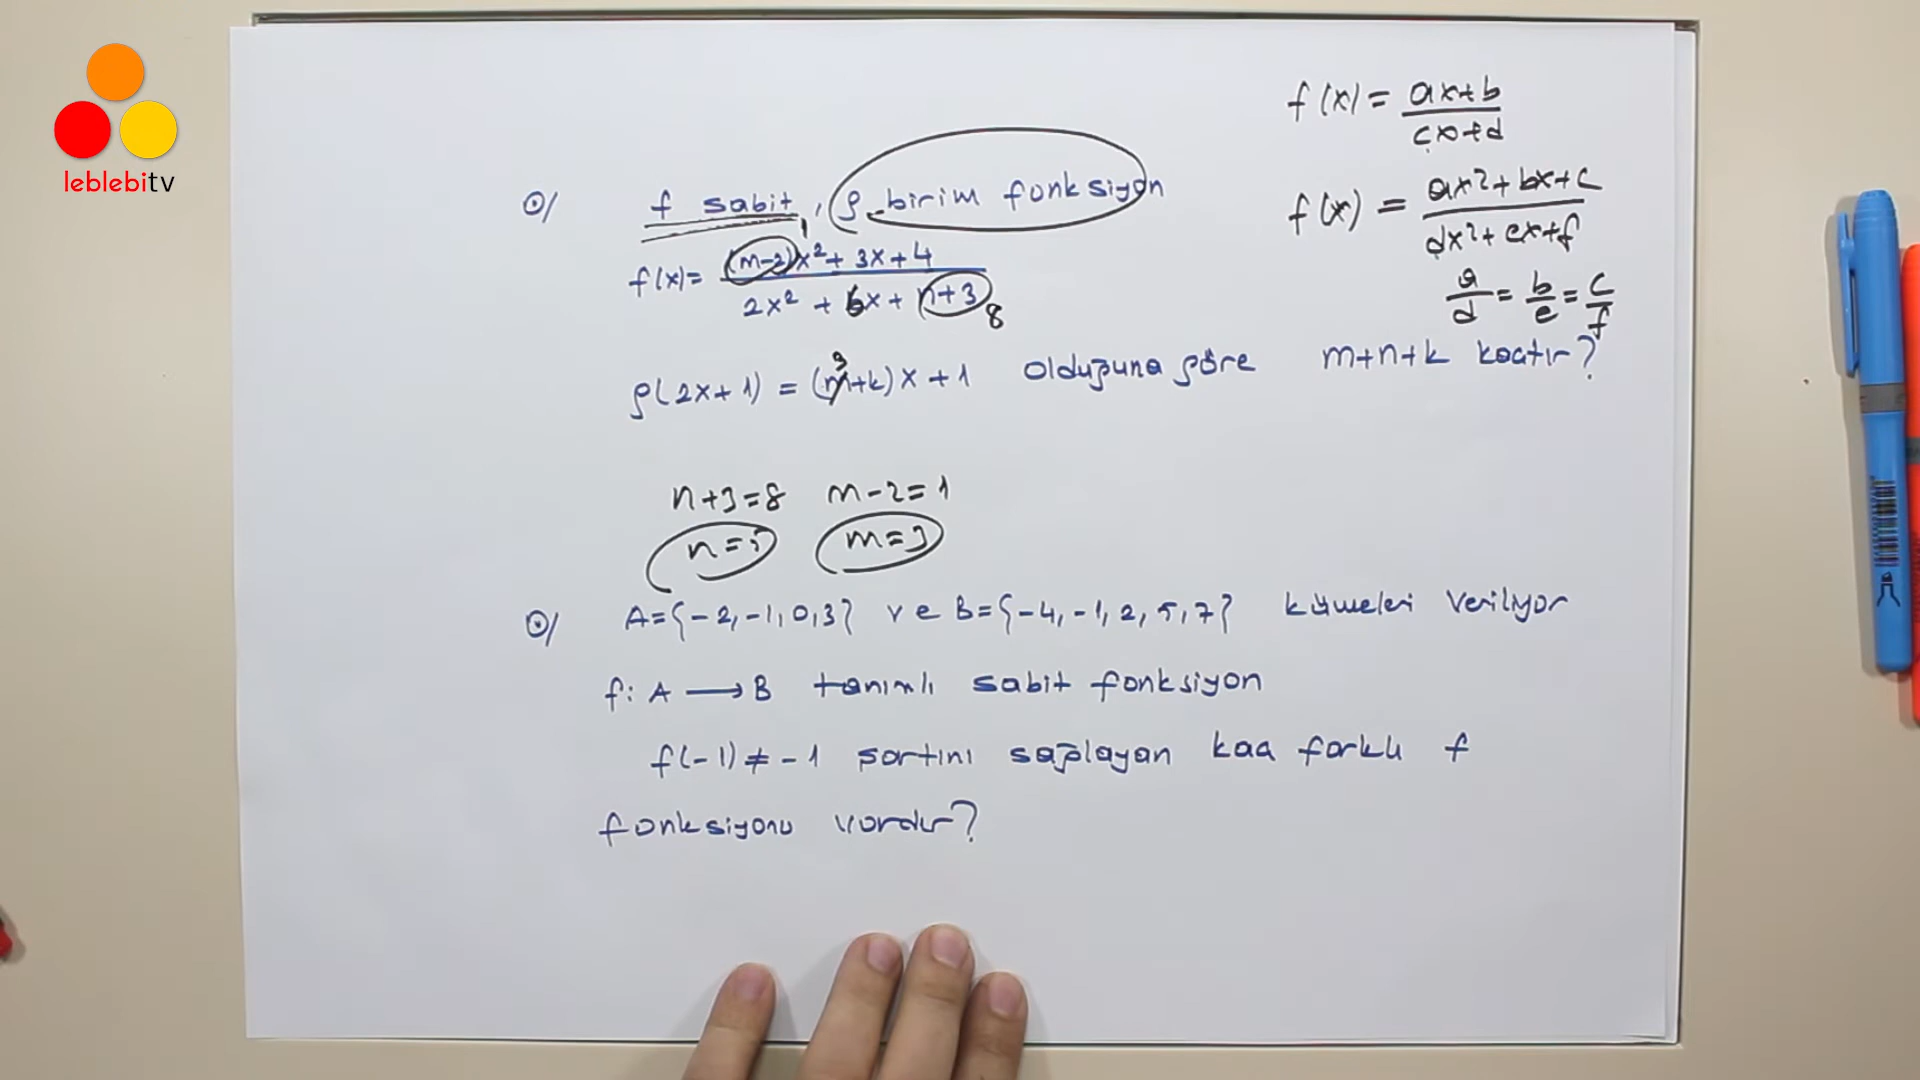 leblebitv
f(x) = ax+b / cx+d
f(x) = ax²+bx+c / dx²+ex+f
a/d = b/e = c/f
f sabit, g birim fonksiyon
1
f(x)= (m-2)x² + 3x + 4 / 2x² + 6x + n+3
8
3
g(2x+1) = (m+k)x + 1 olduğuna göre m+n+k kaçtır?
n+3=8 m-2=1
n=5 m=3
A={-2,-1,0,3} ve B={-4,-1,2,5,7} kümeleri veriliyor
f: A → B tanımlı sabit fonksiyon
f(-1) ≠ -1 şartını sağlayan kaç farklı f
fonksiyonu vardır?